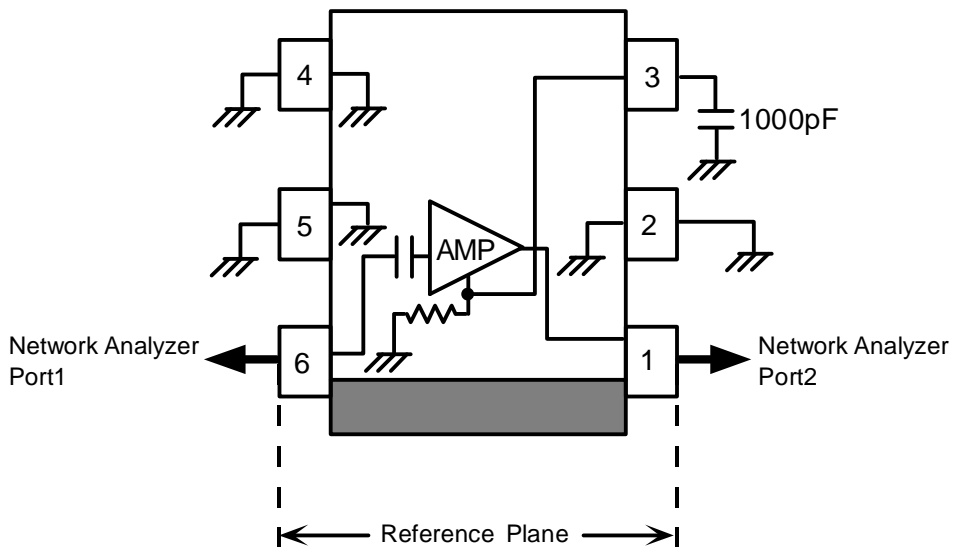 4
3
1000pF
5
2
AMP
Network Analyzer
Port1
6
1
Network Analyzer
Port2
Reference Plane